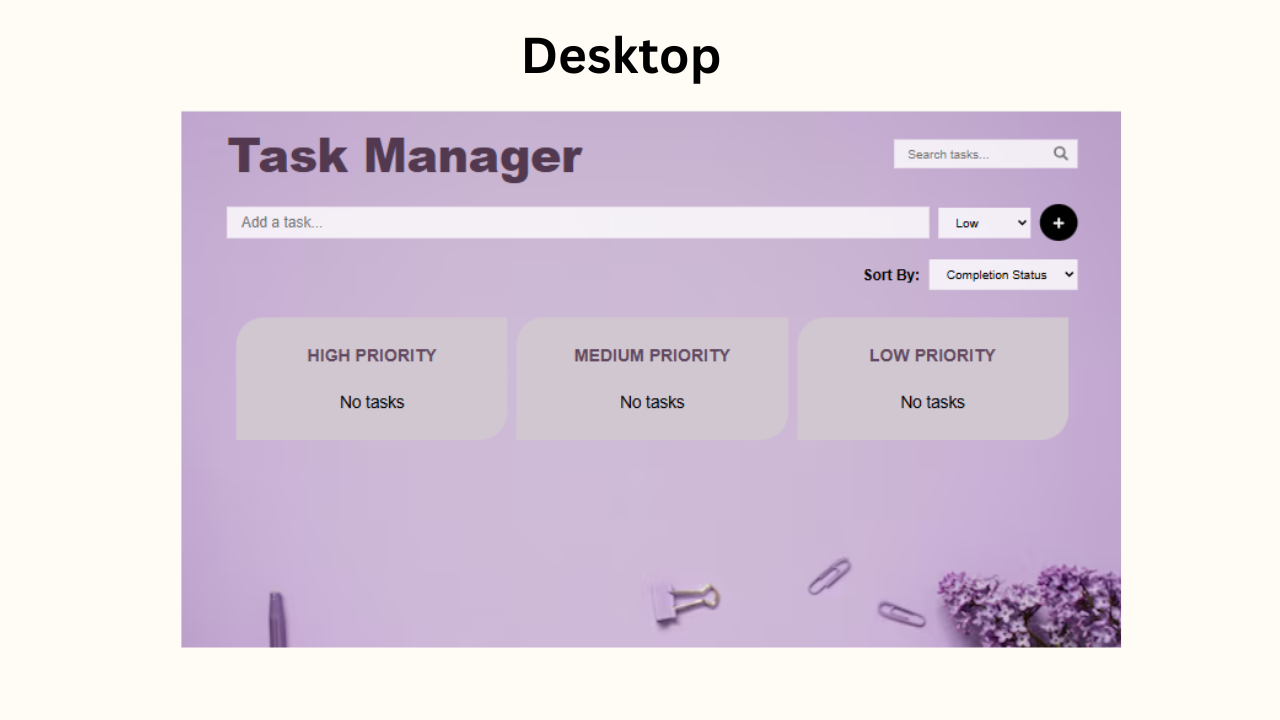 Desktop
Task Manager
Search tasks...
Add a task...
Low
+
Sort By:
Completion Status
HIGH PRIORITY
No tasks
MEDIUM PRIORITY
No tasks
LOW PRIORITY
No tasks